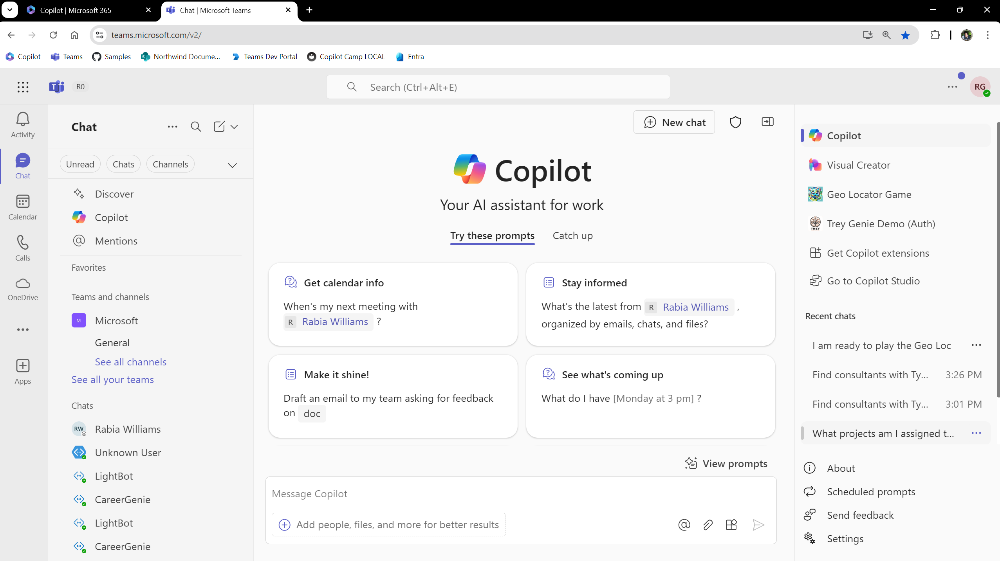 Copilot | Microsoft 365
Chat | Microsoft Teams
teams.microsoft.com/v2/
Copilot
Teams
Samples
Northwind Docume...
Teams Dev Portal
Copilot Camp LOCAL
Entra
R0
Search (Ctrl+Alt+E)
RG
Activity
Chat
Calendar
Calls
OneDrive
Apps
Chat
Unread
Chats
Channels
Discover
Copilot
Mentions
Favorites
Teams and channels
M
Microsoft
General
See all channels
See all your teams
Chats
RW
Rabia Williams
Unknown User
LightBot
CareerGenie
LightBot
CareerGenie
New chat
Copilot
Your AI assistant for work
Try these prompts
Catch up
Get calendar info
When's my next meeting with
R Rabia Williams ?
Stay informed
What's the latest from R Rabia Williams ,
organized by emails, chats, and files?
Make it shine!
Draft an email to my team asking for feedback
on doc
See what's coming up
What do I have [Monday at 3 pm] ?
View prompts
Message Copilot
Add people, files, and more for better results
Copilot
Visual Creator
Geo Locator Game
TREY
Trey Genie Demo (Auth)
Get Copilot extensions
Go to Copilot Studio
Recent chats
I am ready to play the Geo Loc
Find consultants with Ty... 3:26 PM
Find consultants with Ty... 3:01 PM
What projects am I assigned t...
About
Scheduled prompts
Send feedback
Settings